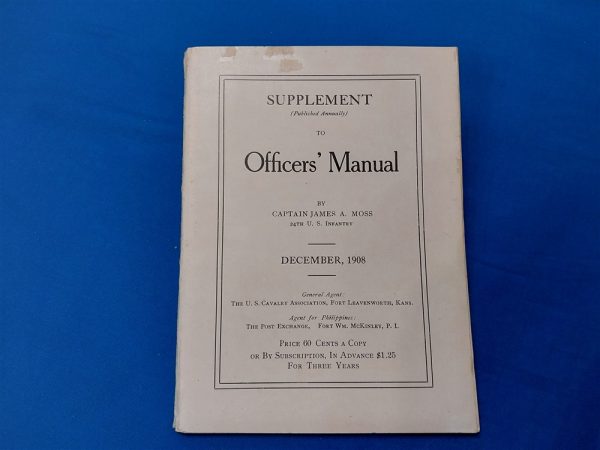 SUPPLEMENT
(Published Annually)
TO
Officers' Manual
BY
CAPTAIN JAMES A. MOSS
24TH U. S. INFANTRY
DECEMBER, 1908
General Agent:
THE U. S. CAVALRY ASSOCIATION, FORT LEAVENWORTH, KANS.
Agent for Philippines:
THE POST EXCHANGE, FORT WM. MCKINLEY, P. I.
PRICE 60 CENTS A COPY
OR BY SUBSCRIPTION, IN ADVANCE $1.25
FOR THREE YEARS